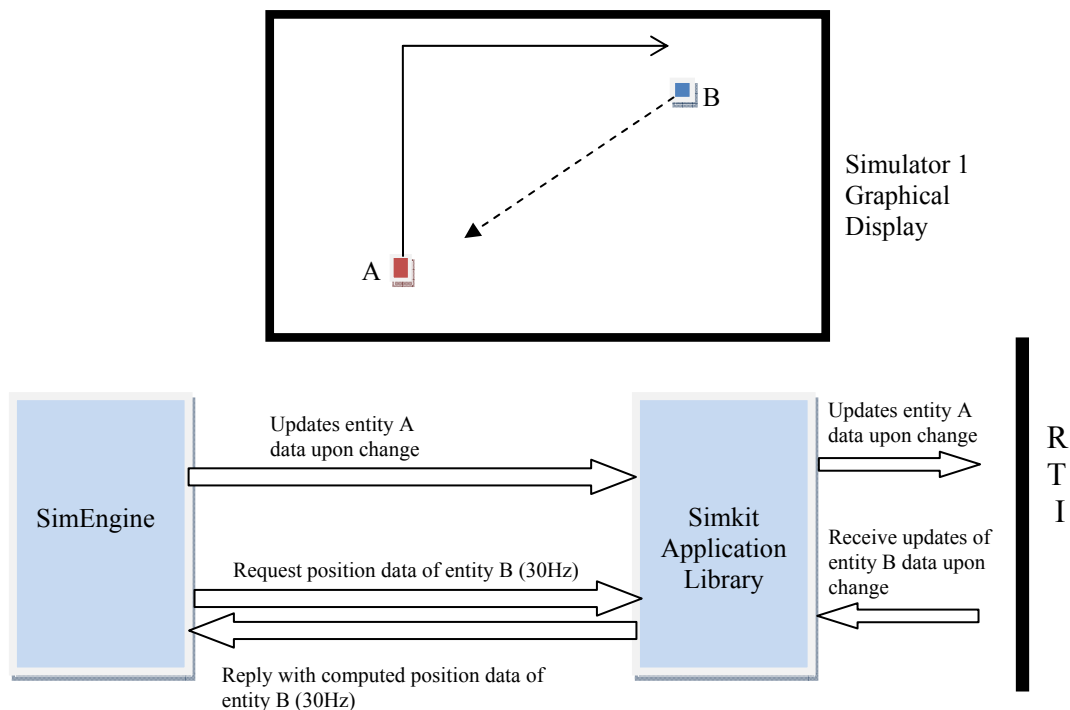 B
A
Simulator 1
Graphical
Display
SimEngine
Updates entity A
data upon change
Request position data of entity B (30Hz)
Reply with computed position data of
entity B (30Hz)
Simkit
Application
Library
Updates entity A
data upon change
Receive updates of
entity B data upon
change
R
T
I